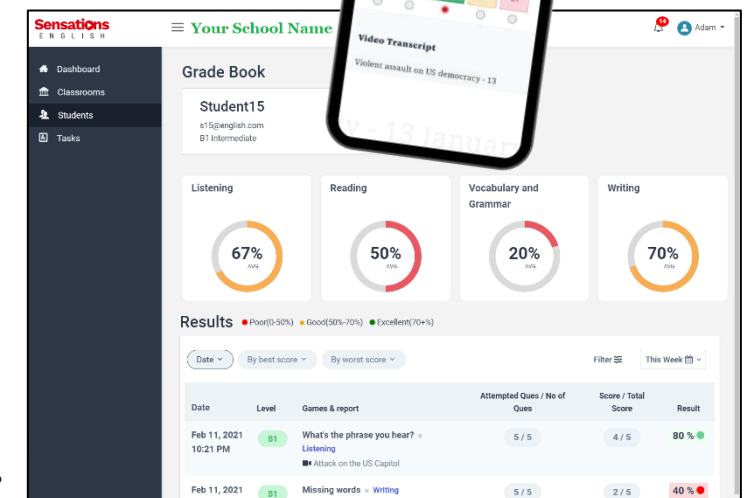 Sensations
ENGLISH
Your School Name
14
Adam
Dashboard
Classrooms
Students
Tasks
Video Transcript
Violent assault on US democracy - 13
y - 13 January
Grade Book
Student15
s15@english.com
B1 Intermediate
Listening
67%
AVG
Reading
50%
AVG
Vocabulary and
Grammar
20%
AVG
Writing
70%
AVG
Results Poor(0-50%) Good(50%-70%) Excellent(70+%)
Date By best score By worst score Filter This Week
Date Level Games & report Attempted Ques / No of Ques Score / Total Score Result
Feb 11, 2021 10:21 PM B1 What's the phrase you hear? Listening 5 / 5 4 / 5 80 %
Attack on the US Capitol
Feb 11, 2021 B1 Missing words Writing 5 / 5 2 / 5 40 %